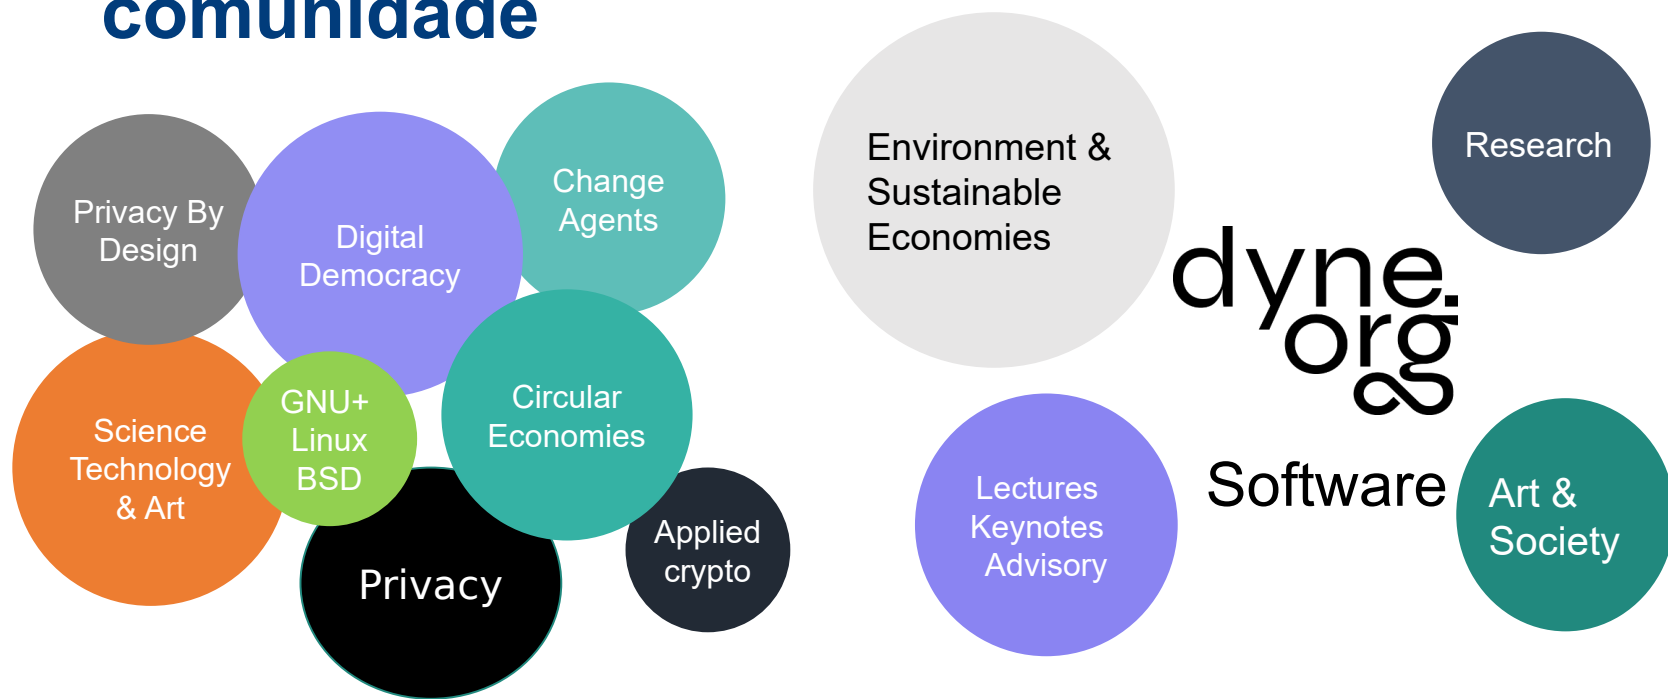 comunidade
Privacy By
Design
Digital
Democracy
Change
Agents
Science
Technology
& Art
GNU+
Linux
BSD
Circular
Economies
Privacy
Applied
crypto
Environment &
Sustainable
Economies
Research
dyne.
org
Lectures
Keynotes
Advisory
Software
Art &
Society